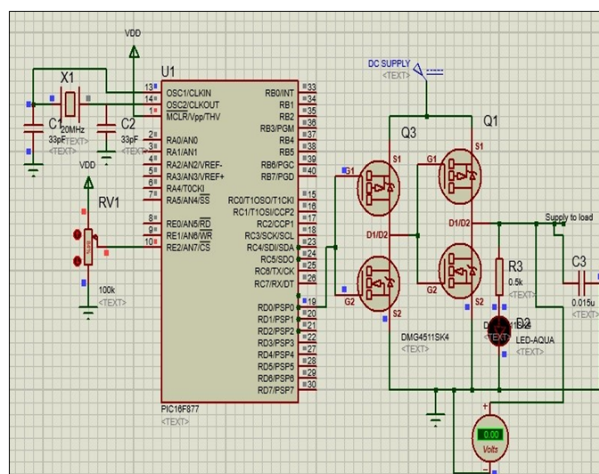 VDD
DC SUPPLY
<TEXT>
U1
X1
C1
33pF
<TEXT>
20MHz
<TEXT>
C2
33pF
<TEXT>
VDD
RV1
100k
<TEXT>
13
14
1
OSC1/CLKIN
OSC2/CLKOUT
MCLR/Vpp/THV
2
3
4
5
6
7
RA0/AN0
RA1/AN1
RA2/AN2/VREF-
RA3/AN3/VREF+
RA4/T0CKI
RA5/AN4/SS
8
9
10
RE0/AN5/RD
RE1/AN6/WR
RE2/AN7/CS
RB0/INT
RB1
RB2
RB3/PGM
RB4
RB5
RB6/PGC
RB7/PGD
33
34
35
36
37
38
39
40
RC0/T1OSO/T1CKI
RC1/T1OSI/CCP2
RC2/CCP1
RC3/SCK/SCL
RC4/SDI/SDA
RC5/SDO
RC6/TX/CK
RC7/RX/DT
15
16
17
18
23
24
25
26
RD0/PSP0
RD1/PSP1
RD2/PSP2
RD3/PSP3
RD4/PSP4
RD5/PSP5
RD6/PSP6
RD7/PSP7
19
20
21
22
27
28
29
30
PIC16F877
<TEXT>
Q3
S1
G1
D1/D2
G2
S2
DMG4511SK4
<TEXT>
Q1
S1
G1
D1/D2
G2
S2
<TEXT>
Supply to load
R3
0.5k
<TEXT>
C3
0.015u
<TEXT>
LED-AQUA
<TEXT>
+
0.00
Volts
-